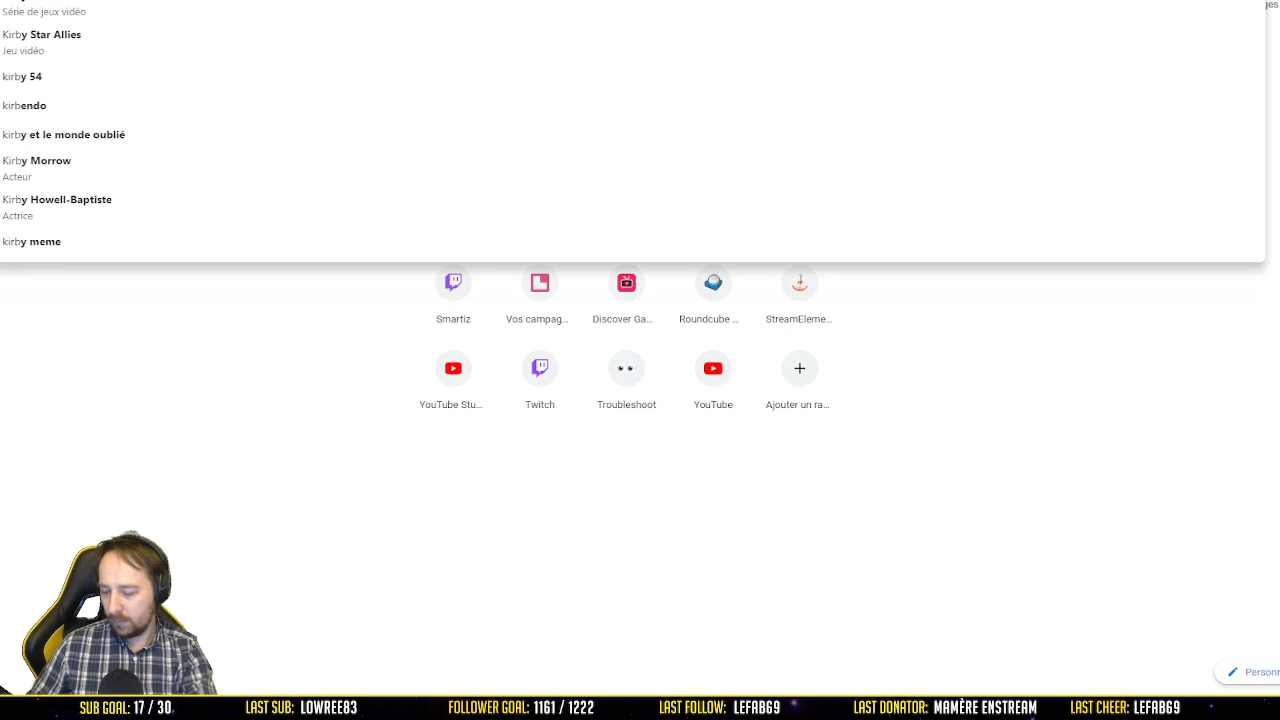 Série de jeux vidéo
Kirby Star Allies
Jeu vidéo
kirby 54
kirbendo
kirby et le monde oublié
Kirby Morrow
Acteur
Kirby Howell-Baptiste
Actrice
kirby meme
Smartiz
Vos campag...
Discover Ga...
Roundcube ...
StreamEleme...
YouTube Stu...
Twitch
Troubleshoot
YouTube
Ajouter un ra...
SUB GOAL: 17 / 30
LAST SUB: LOWREE83
FOLLOWER GOAL: 1161 / 1222
LAST FOLLOW: LEFAB69
LAST DONATOR: MAMÈRE ENSTREAM
LAST CHEER: LEFAB69